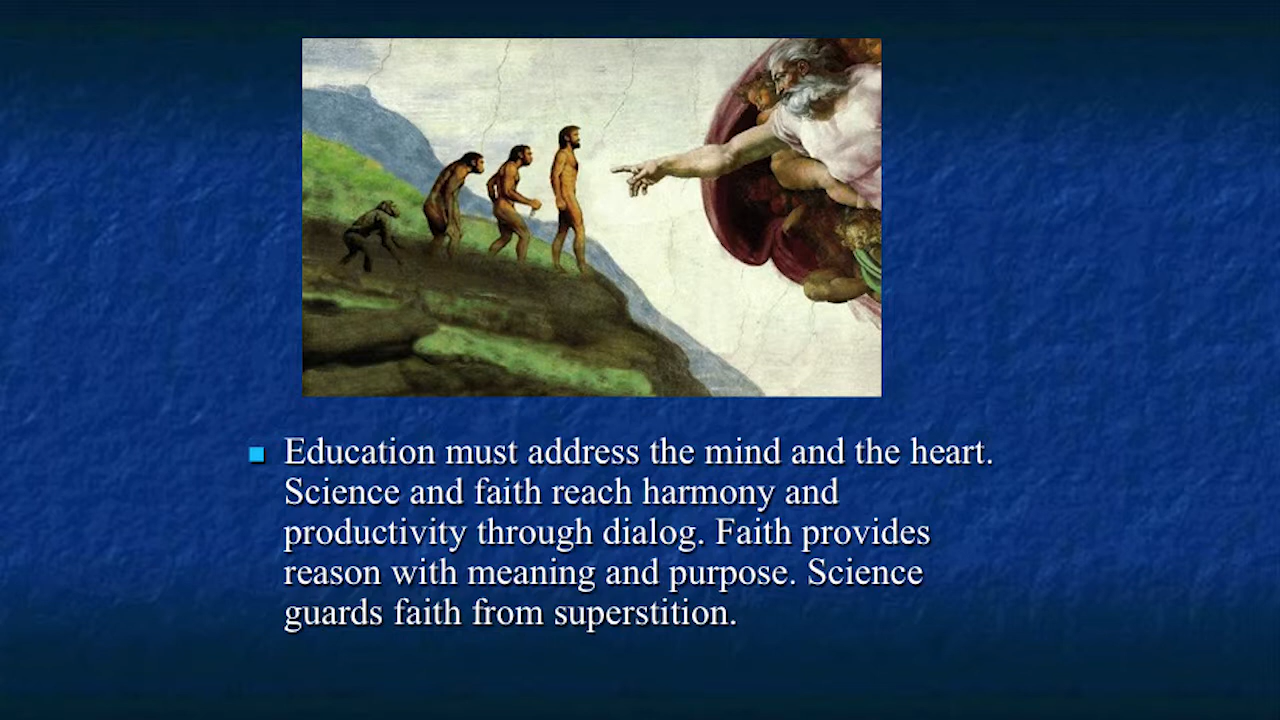 Education must address the mind and the heart.
Science and faith reach harmony and
productivity through dialog. Faith provides
reason with meaning and purpose. Science
guards faith from superstition.